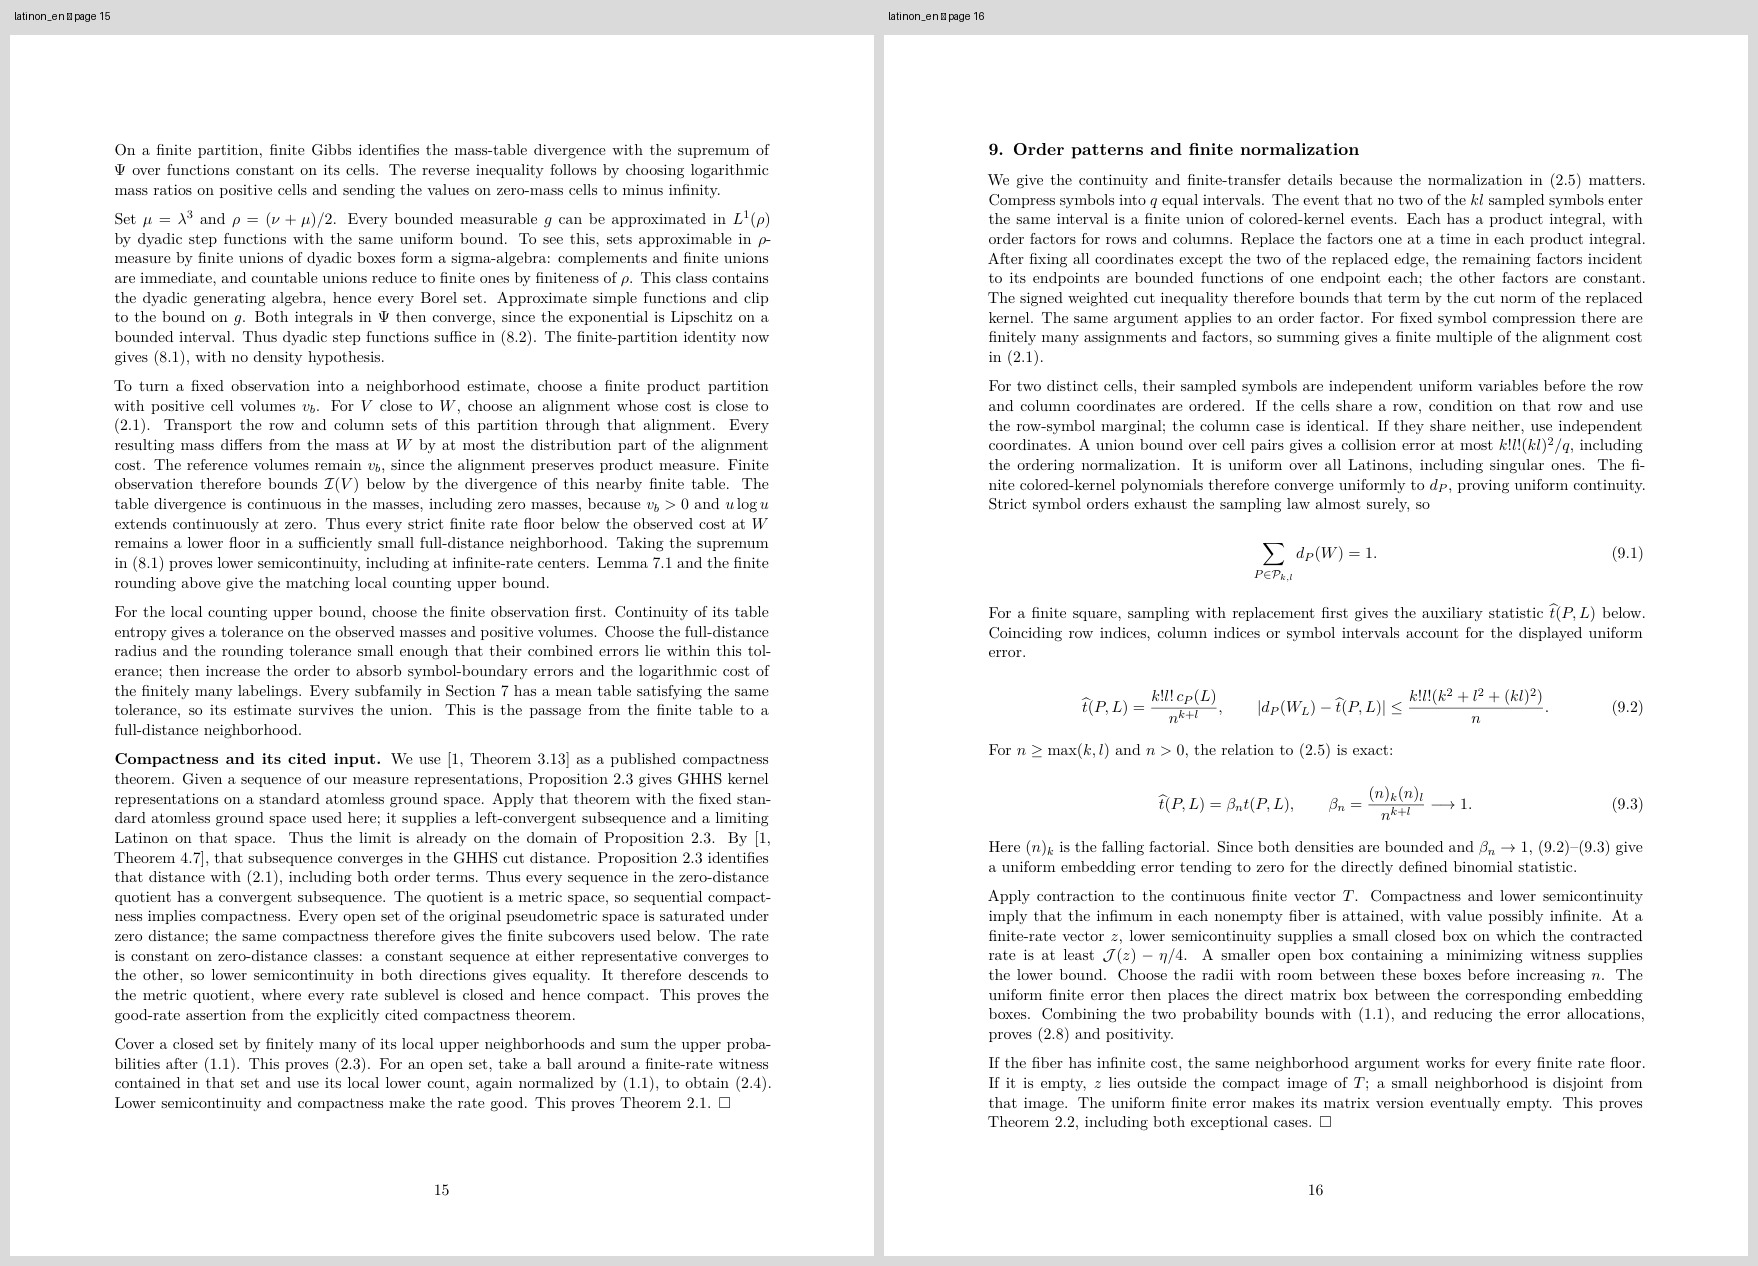 latinon_en page 15
On a finite partition, finite Gibbs identifies the mass-table divergence with the supremum of
Ψ over functions constant on its cells. The reverse inequality follows by choosing logarithmic
mass ratios on positive cells and sending the values on zero-mass cells to minus infinity.
Set μ = λ³ and ρ = (ν + μ)/2. Every bounded measurable g can be approximated in L¹(ρ)
by dyadic step functions with the same uniform bound. To see this, sets approximable in ρ-
measure by finite unions of dyadic boxes form a sigma-algebra: complements and finite unions
are immediate, and countable unions reduce to finite ones by finiteness of ρ. This class contains
the dyadic generating algebra, hence every Borel set. Approximate simple functions and clip
to the bound on g. Both integrals in Ψ then converge, since the exponential is Lipschitz on a
bounded interval. Thus dyadic step functions suffice in (8.2). The finite-partition identity now
gives (8.1), with no density hypothesis.
To turn a fixed observation into a neighborhood estimate, choose a finite product partition
with positive cell volumes v_b. For V close to W, choose an alignment whose cost is close to
(2.1). Transport the row and column sets of this partition through that alignment. Every
resulting mass differs from the mass at W by at most the distribution part of the alignment
cost. The reference volumes remain v_b, since the alignment preserves product measure. Finite
observation therefore bounds ℐ(V) below by the divergence of this nearby finite table. The
table divergence is continuous in the masses, including zero masses, because v_b > 0 and u log u
extends continuously at zero. Thus every strict finite rate floor below the observed cost at W
remains a lower floor in a sufficiently small full-distance neighborhood. Taking the supremum
in (8.1) proves lower semicontinuity, including at infinite-rate centers. Lemma 7.1 and the finite
rounding above give the matching local counting upper bound.
For the local counting upper bound, choose the finite observation first. Continuity of its table
entropy gives a tolerance on the observed masses and positive volumes. Choose the full-distance
radius and the rounding tolerance small enough that their combined errors lie within this tol-
erance; then increase the order to absorb symbol-boundary errors and the logarithmic cost of
the finitely many labelings. Every subfamily in Section 7 has a mean table satisfying the same
tolerance, so its estimate survives the union. This is the passage from the finite table to a
full-distance neighborhood.
Compactness and its cited input. We use [1, Theorem 3.13] as a published compactness
theorem. Given a sequence of our measure representations, Proposition 2.3 gives GHHS kernel
representations on a standard atomless ground space. Apply that theorem with the fixed stan-
dard atomless ground space used here; it supplies a left-convergent subsequence and a limiting
Latinon on that space. Thus the limit is already on the domain of Proposition 2.3. By [1,
Theorem 4.7], that subsequence converges in the GHHS cut distance. Proposition 2.3 identifies
that distance with (2.1), including both order terms. Thus every sequence in the zero-distance
quotient has a convergent subsequence. The quotient is a metric space, so sequential compact-
ness implies compactness. Every open set of the original pseudometric space is saturated under
zero distance; the same compactness therefore gives the finite subcovers used below. The rate
is constant on zero-distance classes: a constant sequence at either representative converges to
the other, so lower semicontinuity in both directions gives equality. It therefore descends to
the metric quotient, where every rate sublevel is closed and hence compact. This proves the
good-rate assertion from the explicitly cited compactness theorem.
Cover a closed set by finitely many of its local upper neighborhoods and sum the upper proba-
bilities after (1.1). This proves (2.3). For an open set, take a ball around a finite-rate witness
contained in that set and use its local lower count, again normalized by (1.1), to obtain (2.4).
Lower semicontinuity and compactness make the rate good. This proves Theorem 2.1. □
15
latinon_en page 16
9. Order patterns and finite normalization
We give the continuity and finite-transfer details because the normalization in (2.5) matters.
Compress symbols into q equal intervals. The event that no two of the kl sampled symbols enter
the same interval is a finite union of colored-kernel events. Each has a product integral, with
order factors for rows and columns. Replace the factors one at a time in each product integral.
After fixing all coordinates except the two of the replaced edge, the remaining factors incident
to its endpoints are bounded functions of one endpoint each; the other factors are constant.
The signed weighted cut inequality therefore bounds that term by the cut norm of the replaced
kernel. The same argument applies to an order factor. For fixed symbol compression there are
finitely many assignments and factors, so summing gives a finite multiple of the alignment cost
in (2.1).
For two distinct cells, their sampled symbols are independent uniform variables before the row
and column coordinates are ordered. If the cells share a row, condition on that row and use
the row-symbol marginal; the column case is identical. If they share neither, use independent
coordinates. A union bound over cell pairs gives a collision error at most k!l!(kl)²/q, including
the ordering normalization. It is uniform over all Latinons, including singular ones. The fi-
nite colored-kernel polynomials therefore converge uniformly to d_P, proving uniform continuity.
Strict symbol orders exhaust the sampling law almost surely, so
∑_{P∈𝒫_{k,l}} d_P(W) = 1. (9.1)
For a finite square, sampling with replacement first gives the auxiliary statistic t̂(P, L) below.
Coinciding row indices, column indices or symbol intervals account for the displayed uniform
error.
t̂(P, L) = k!l! c_P(L) / n^{k+l}, |d_P(W_L) − t̂(P, L)| ≤ k!l!(k² + l² + (kl)²) / n. (9.2)
For n ≥ max(k, l) and n > 0, the relation to (2.5) is exact:
t̂(P, L) = β_n t(P, L), β_n = (n)_k(n)_l / n^{k+l} ⟶ 1. (9.3)
Here (n)_k is the falling factorial. Since both densities are bounded and β_n → 1, (9.2)–(9.3) give
a uniform embedding error tending to zero for the directly defined binomial statistic.
Apply contraction to the continuous finite vector T. Compactness and lower semicontinuity
imply that the infimum in each nonempty fiber is attained, with value possibly infinite. At a
finite-rate vector z, lower semicontinuity supplies a small closed box on which the contracted
rate is at least 𝒥(z) − η/4. A smaller open box containing a minimizing witness supplies
the lower bound. Choose the radii with room between these boxes before increasing n. The
uniform finite error then places the direct matrix box between the corresponding embedding
boxes. Combining the two probability bounds with (1.1), and reducing the error allocations,
proves (2.8) and positivity.
If the fiber has infinite cost, the same neighborhood argument works for every finite rate floor.
If it is empty, z lies outside the compact image of T; a small neighborhood is disjoint from
that image. The uniform finite error makes its matrix version eventually empty. This proves
Theorem 2.2, including both exceptional cases. □
16